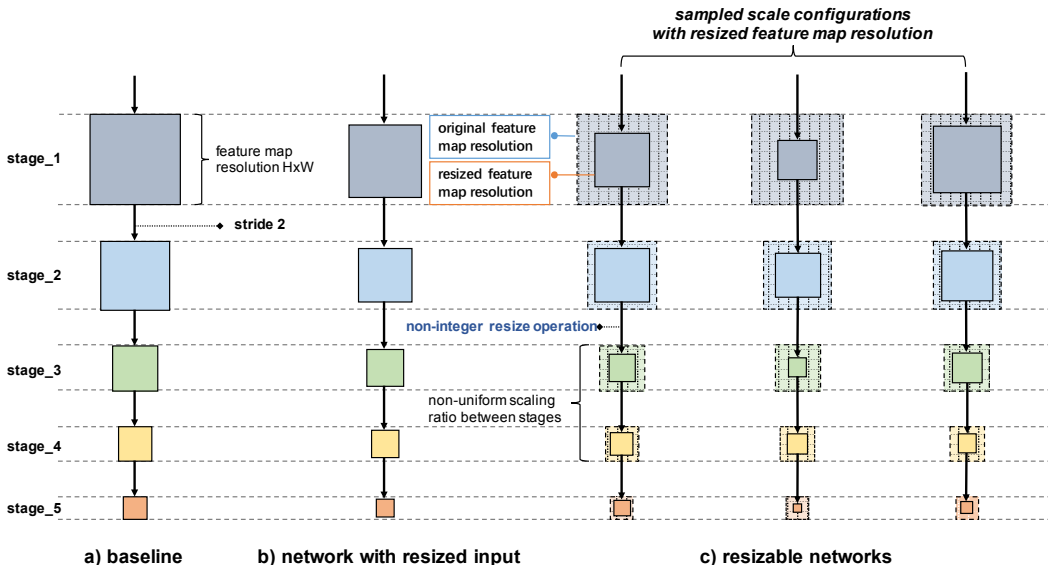 sampled scale configurations
with resized feature map resolution
original feature
map resolution
resized feature
map resolution
stage_1
feature map
resolution HxW
stride 2
stage_2
non-integer resize operation
stage_3
non-uniform scaling
ratio between stages
stage_4
stage_5
a) baseline
b) network with resized input
c) resizable networks